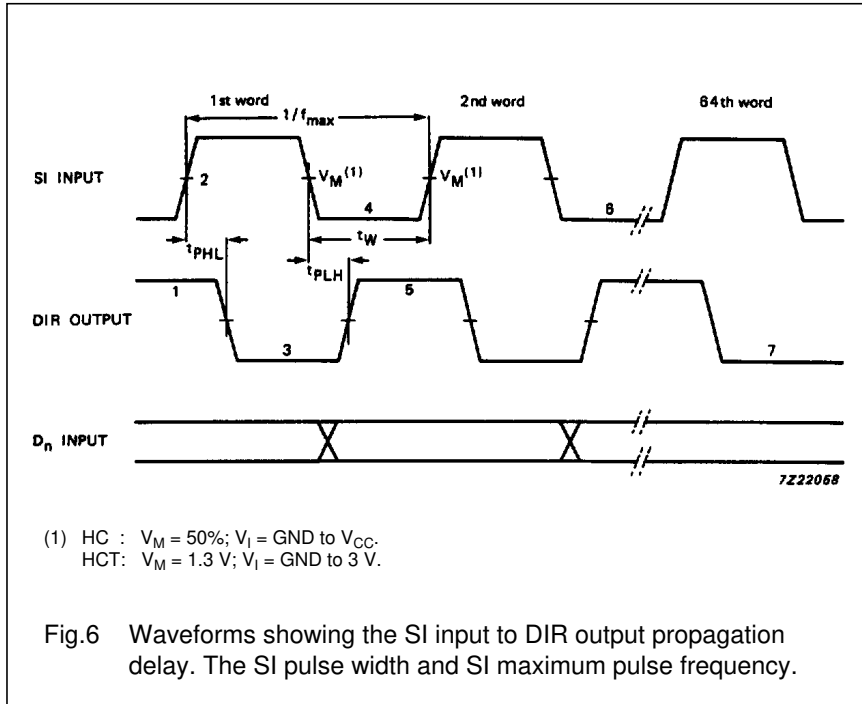 1st word 2nd word 64th word
1/fmax
SI INPUT 2 VM(1) 4 VM(1) 6
tPHL tW
tPLH
1 5
DIR OUTPUT
3 7
Dn INPUT
7Z22068
(1) HC : VM = 50%; VI = GND to VCC.
HCT: VM = 1.3 V; VI = GND to 3 V.
Fig.6 Waveforms showing the SI input to DIR output propagation
delay. The SI pulse width and SI maximum pulse frequency.